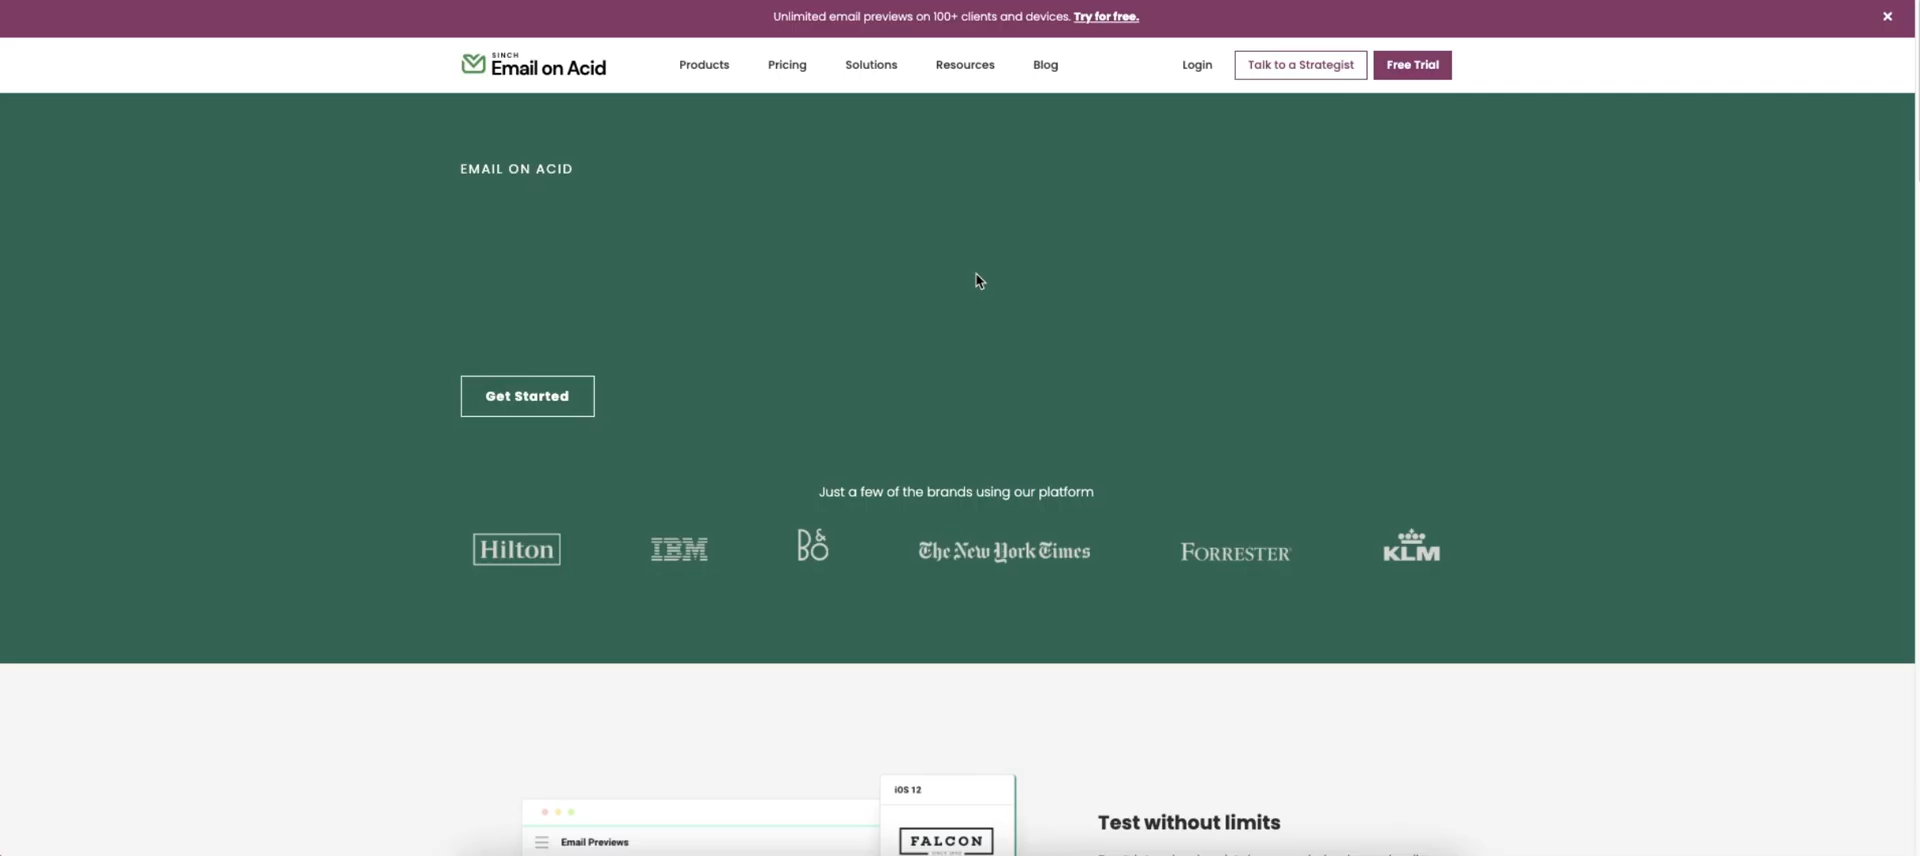 Unlimited email previews on 100+ clients and devices. Try for free.
SINCH
Email on Acid
Products
Pricing
Solutions
Resources
Blog
Login
Talk to a Strategist
Free Trial
EMAIL ON ACID
Get Started
Just a few of the brands using our platform
Hilton
IBM
B&O
The New York Times
FORRESTER
KLM
iOS 12
Email Previews
FALCON
Test without limits